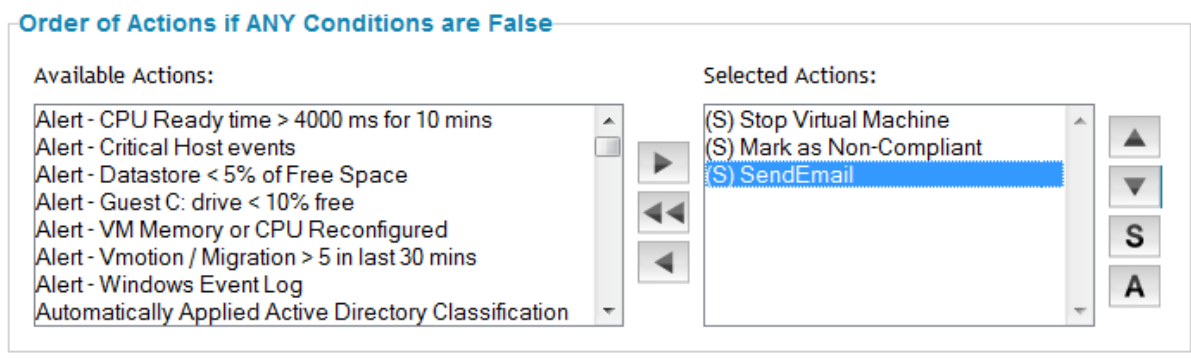 Order of Actions if ANY Conditions are False
Available Actions:
Alert - CPU Ready time > 4000 ms for 10 mins
Alert - Critical Host events
Alert - Datastore < 5% of Free Space
Alert - Guest C: drive < 10% free
Alert - VM Memory or CPU Reconfigured
Alert - Vmotion / Migration > 5 in last 30 mins
Alert - Windows Event Log
Automatically Applied Active Directory Classification
Selected Actions:
(S) Stop Virtual Machine
(S) Mark as Non-Compliant
(S) SendEmail
S
A